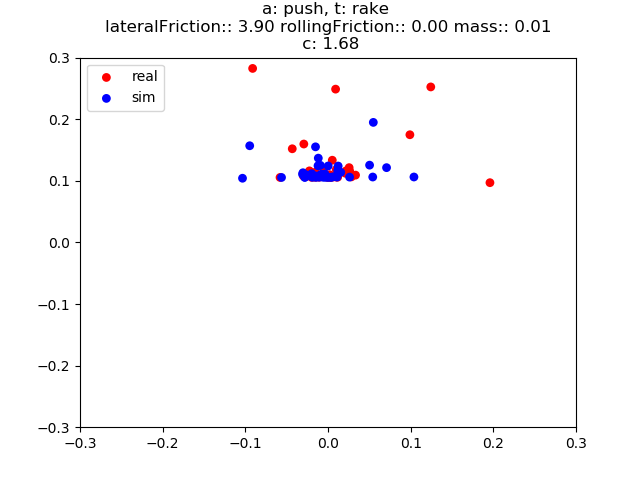 a: push, t: rake
lateralFriction:: 3.90 rollingFriction:: 0.00 mass:: 0.01
c: 1.68
real
sim
0.3
0.2
0.1
0.0
−0.1
−0.2
−0.3
−0.3 −0.2 −0.1 0.0 0.1 0.2 0.3